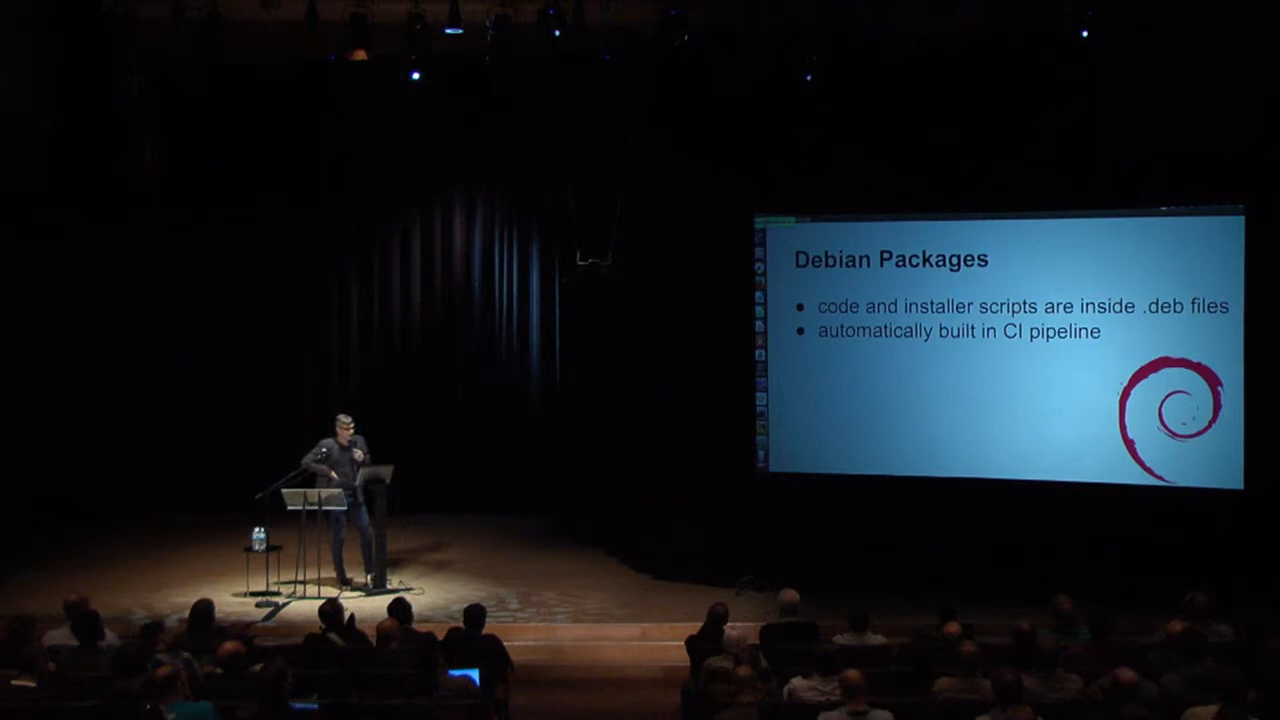 Debian Packages
● code and installer scripts are inside .deb files
● automatically built in CI pipeline